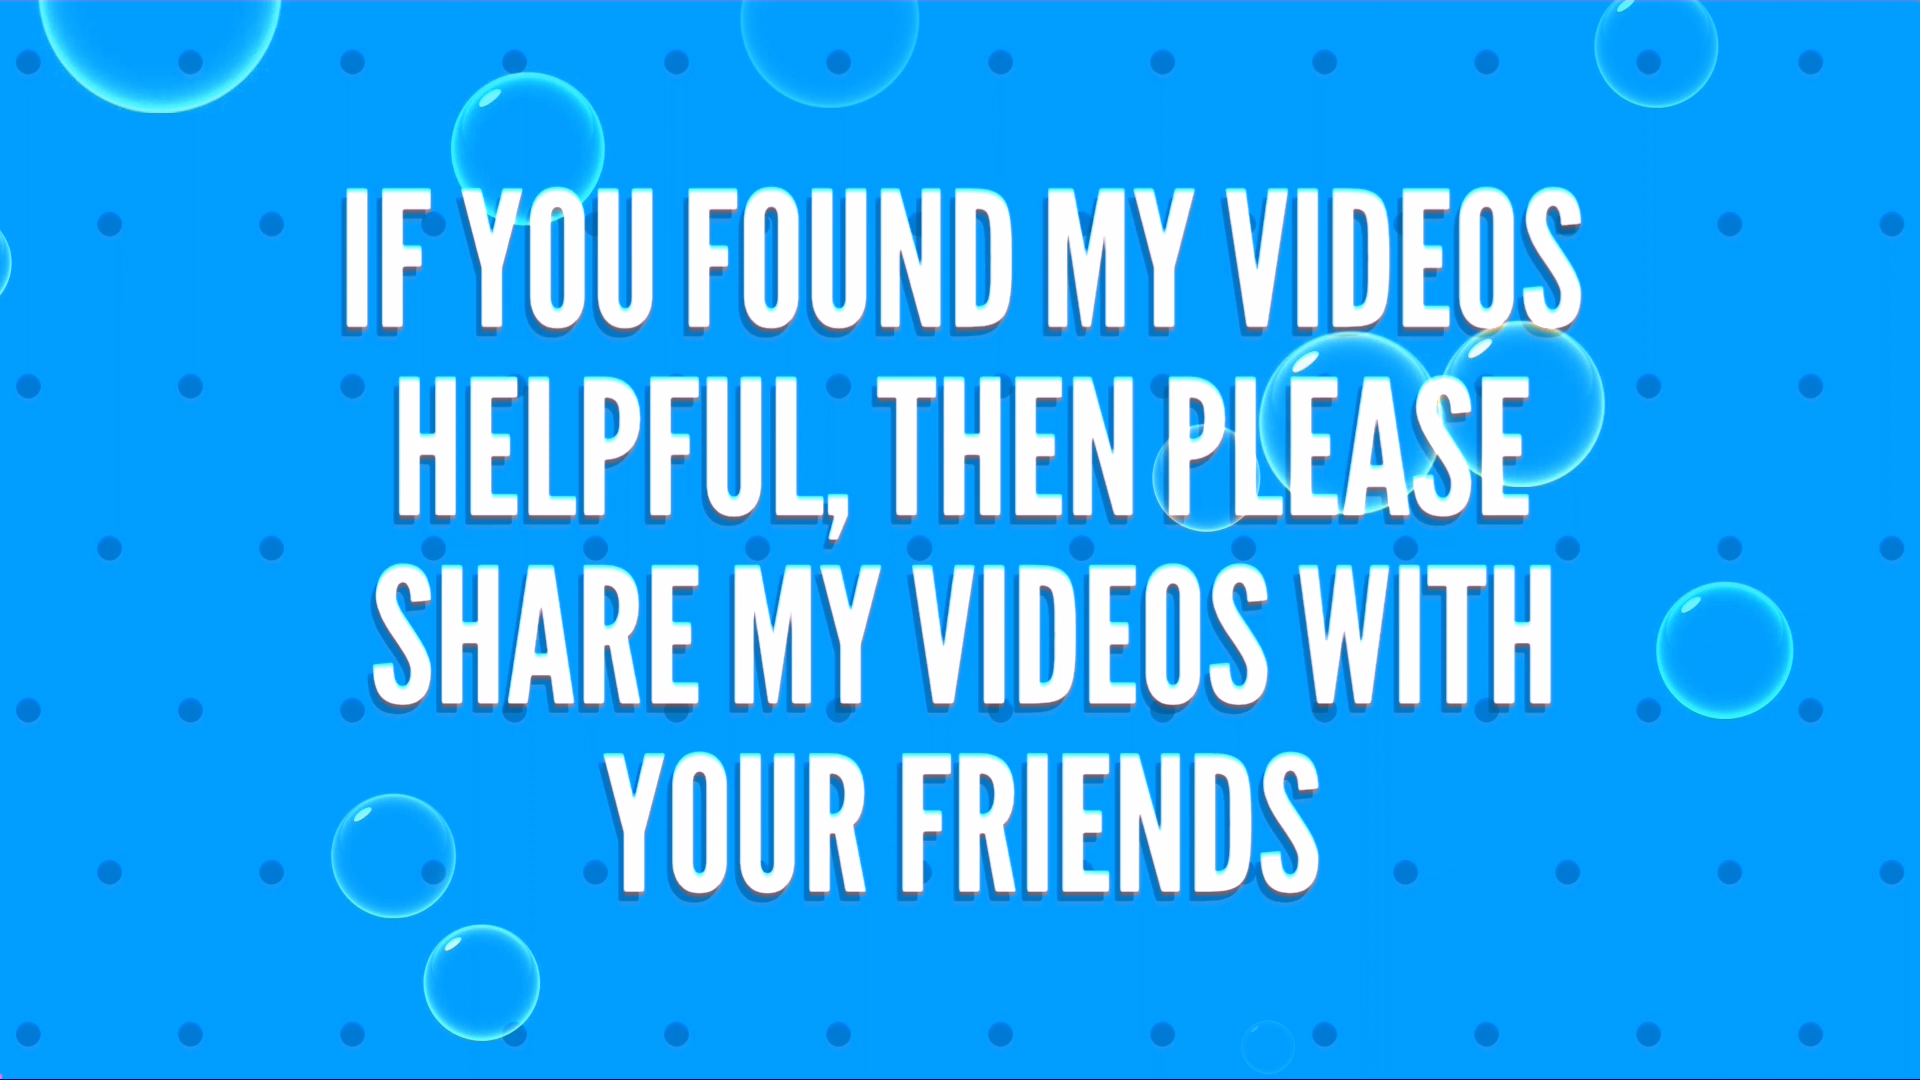 IF YOU FOUND MY VIDEOS
HELPFUL, THEN PLEASE
SHARE MY VIDEOS WITH
YOUR FRIENDS